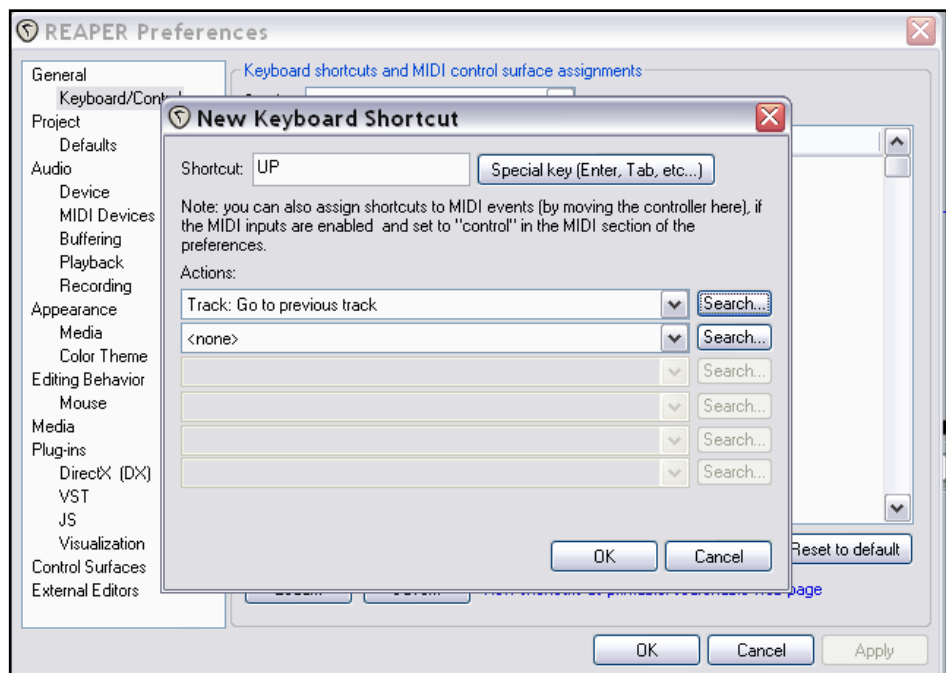 REAPER Preferences
General
Keyboard/Cont
Project
Defaults
Audio
Device
MIDI Devices
Buffering
Playback
Recording
Appearance
Media
Color Theme
Editing Behavior
Mouse
Media
Plug-ins
DirectX (DX)
VST
JS
Visualization
Control Surfaces
External Editors
Keyboard shortcuts and MIDI control surface assignments
New Keyboard Shortcut
Shortcut: UP Special key (Enter, Tab, etc...)
Note: you can also assign shortcuts to MIDI events (by moving the controller here), if
the MIDI inputs are enabled and set to "control" in the MIDI section of the
preferences.
Actions:
Track: Go to previous track Search...
<none> Search...
Search...
Search...
Search...
Search...
OK Cancel
Reset to default
page
OK Cancel Apply